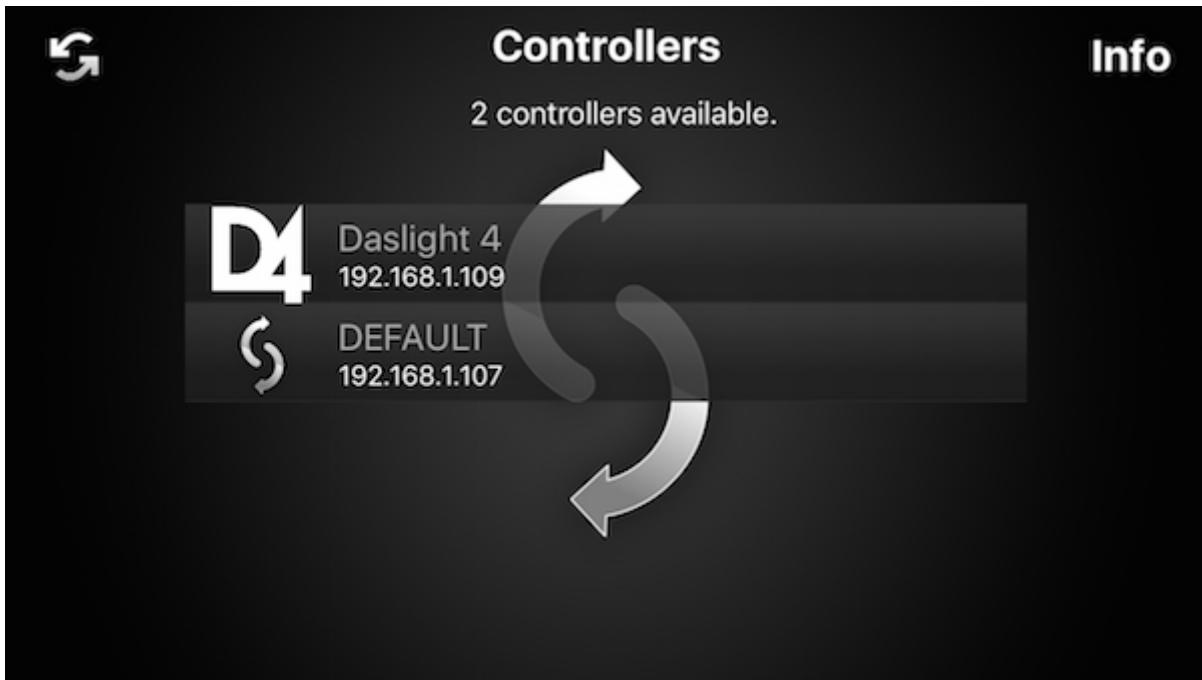 Controllers
Info
2 controllers available.
D4
Daslight 4
192.168.1.109
DEFAULT
192.168.1.107